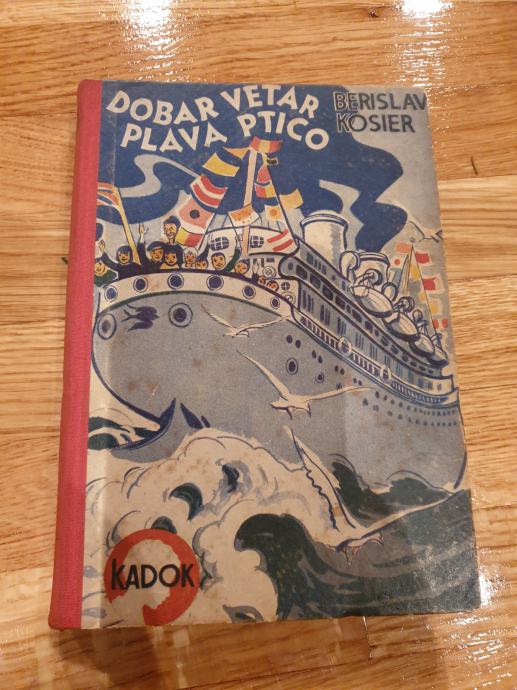 DOBAR VETAR
PLAVA PTICO
BERISLAV
KOSIER
KADOK